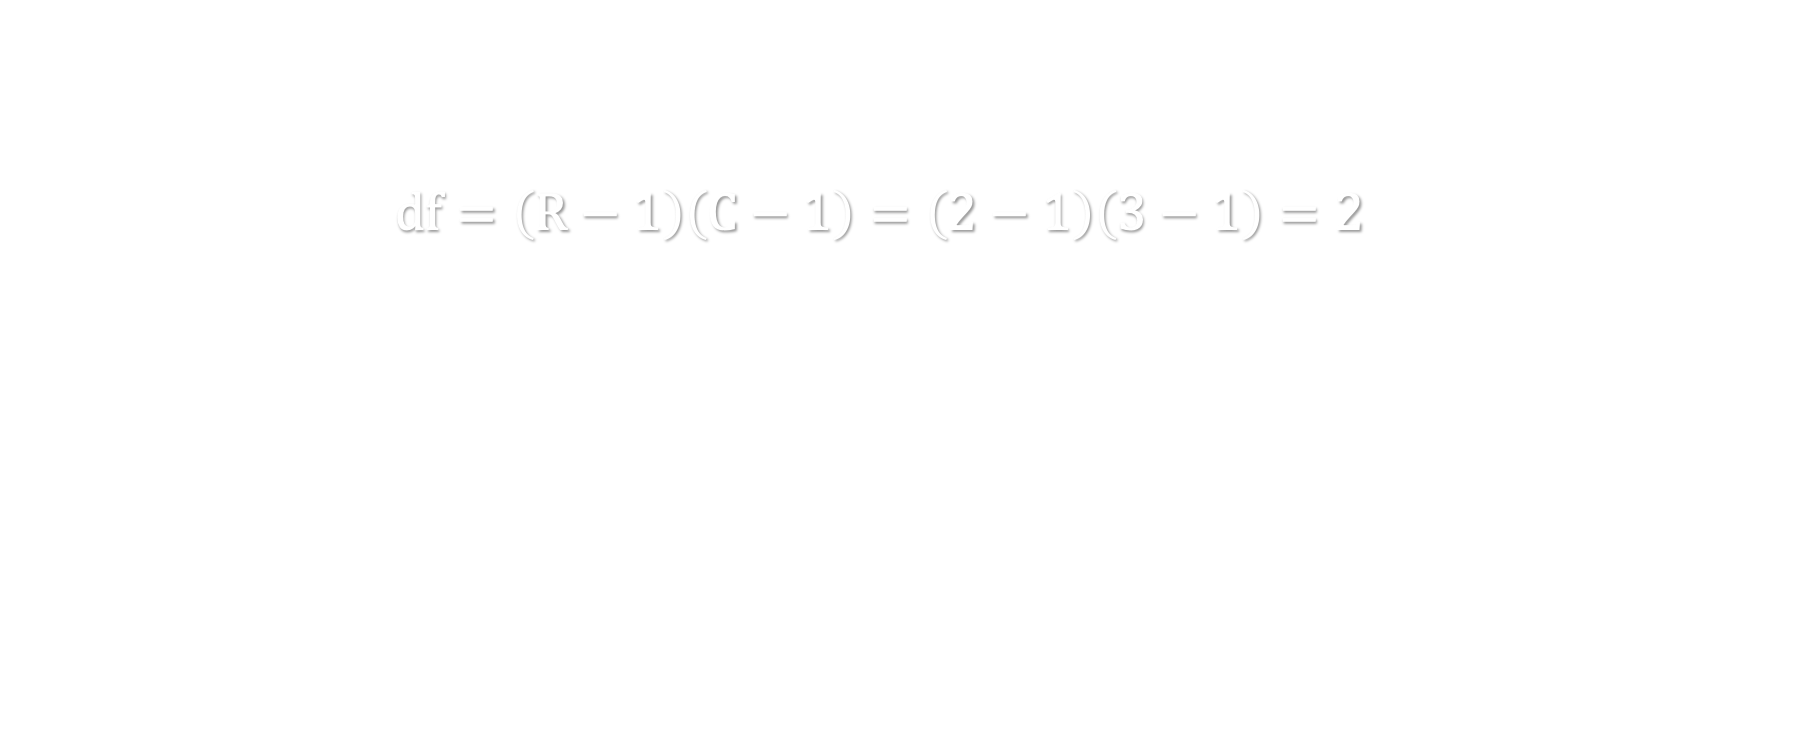 df = (R − 1)(C − 1) = (2 − 1)(3 − 1) = 2